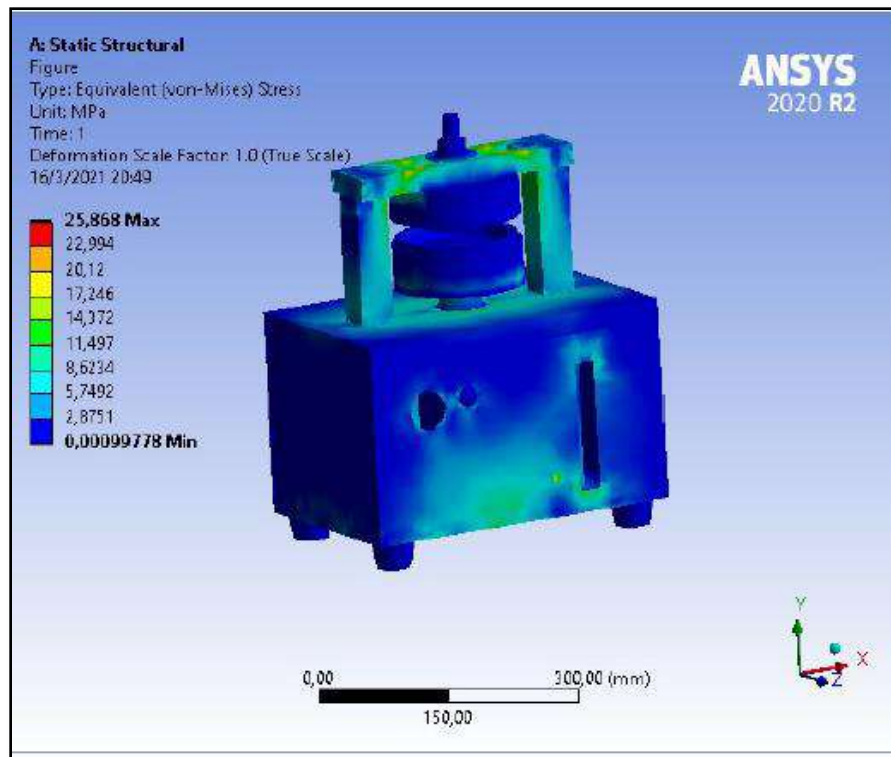 A: Static Structural
Figure
Type: Equivalent (von-Mises) Stress
Unit: MPa
Time: 1
Deformation Scale Factor: 1.0 (True Scale)
16/3/2021 20:49
ANSYS
2020 R2
25,868 Max
22,994
20,12
17,246
14,372
11,497
8,6234
5,7492
2,8751
0,00099778 Min
0,00
300,00 (mm)
150,00
Y
X
Z